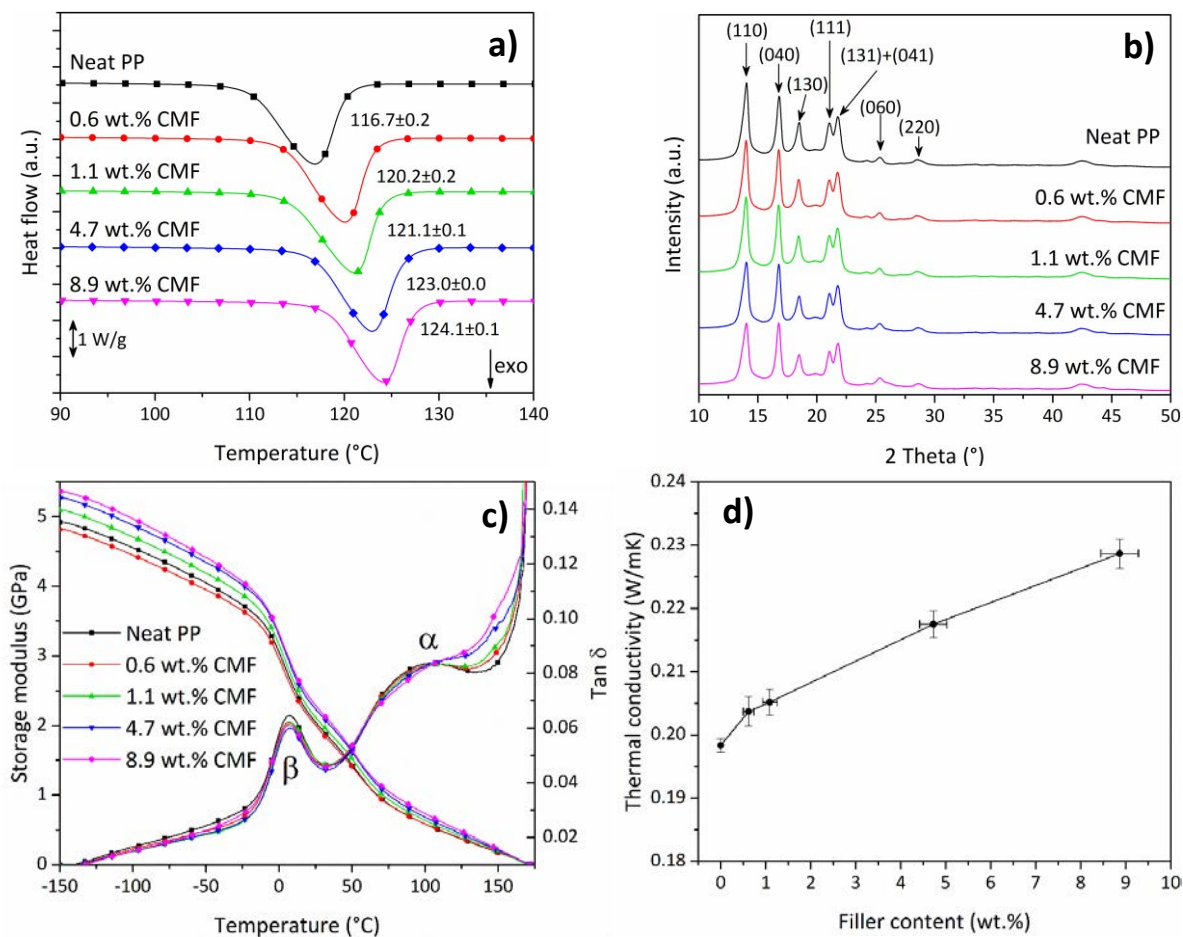 a)
Neat PP
0.6 wt.% CMF
116.7±0.2
1.1 wt.% CMF
120.2±0.2
4.7 wt.% CMF
121.1±0.1
8.9 wt.% CMF
123.0±0.0
124.1±0.1
1 W/g
exo
Heat flow (a.u.)
90 100 110 120 130 140
Temperature (°C)
b)
(110)
(040)
(130)
(111)
(131)+(041)
(060)
(220)
Neat PP
0.6 wt.% CMF
1.1 wt.% CMF
4.7 wt.% CMF
8.9 wt.% CMF
Intensity (a.u.)
10 15 20 25 30 35 40 45 50
2 Theta (°)
c)
5
4
3
2
1
0
Storage modulus (GPa)
Neat PP
0.6 wt.% CMF
1.1 wt.% CMF
4.7 wt.% CMF
8.9 wt.% CMF
α
β
0.14
0.12
0.10
0.08
0.06
0.04
0.02
Tan δ
-150 -100 -50 0 50 100 150
Temperature (°C)
d)
0.24
0.23
0.22
0.21
0.20
0.19
0.18
Thermal conductivity (W/mK)
0 1 2 3 4 5 6 7 8 9 10
Filler content (wt.%)